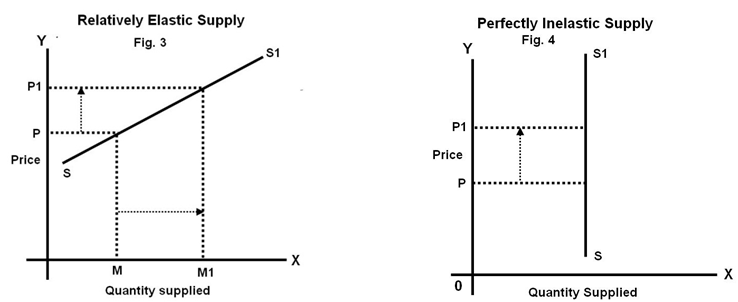 Relatively Elastic Supply
Fig. 3
Y
S1
P1
P
Price
S
M
M1
X
Quantity supplied
Perfectly Inelastic Supply
Fig. 4
Y
S1
P1
Price
P
S
0
X
Quantity Supplied